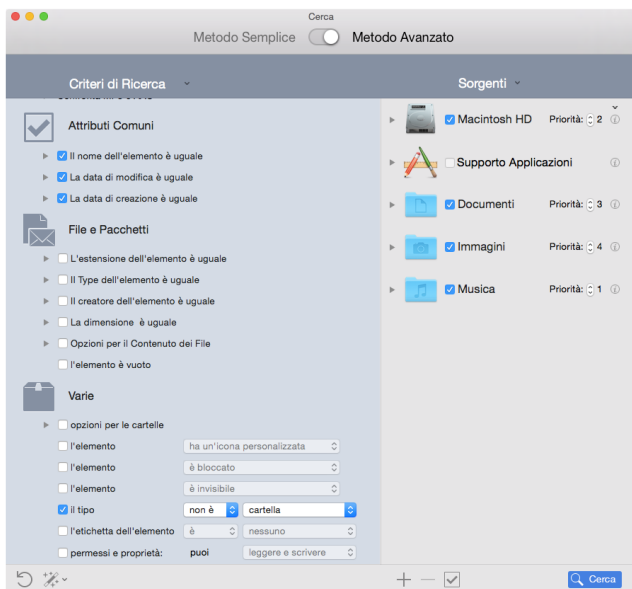 Cerca
Metodo Semplice Metodo Avanzato
Criteri di Ricerca Sorgenti
Attributi Comuni
Il nome dell'elemento è uguale
La data di modifica è uguale
La data di creazione è uguale
File e Pacchetti
L'estensione dell'elemento è uguale
Il Type dell'elemento è uguale
Il creatore dell'elemento è uguale
La dimensione è uguale
Opzioni per il Contenuto dei File
l'elemento è vuoto
Varie
opzioni per le cartelle
l'elemento ha un'icona personalizzata
l'elemento è bloccato
l'elemento è invisibile
il tipo non è cartella
l'etichetta dell'elemento è nessuno
permessi e proprietà: puoi leggere e scrivere
Macintosh HD Priorità: 2
Supporto Applicazioni
Documenti Priorità: 3
Immagini Priorità: 4
Musica Priorità: 1
Cerca